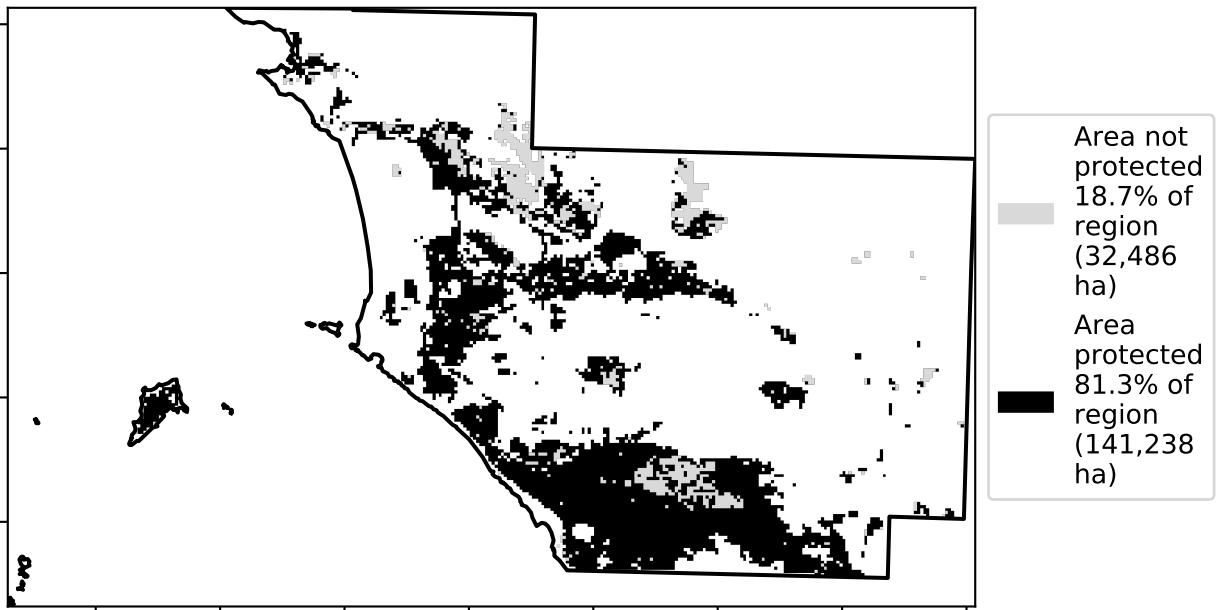 Area not
protected
18.7% of
region
(32,486
ha)
Area
protected
81.3% of
region
(141,238
ha)